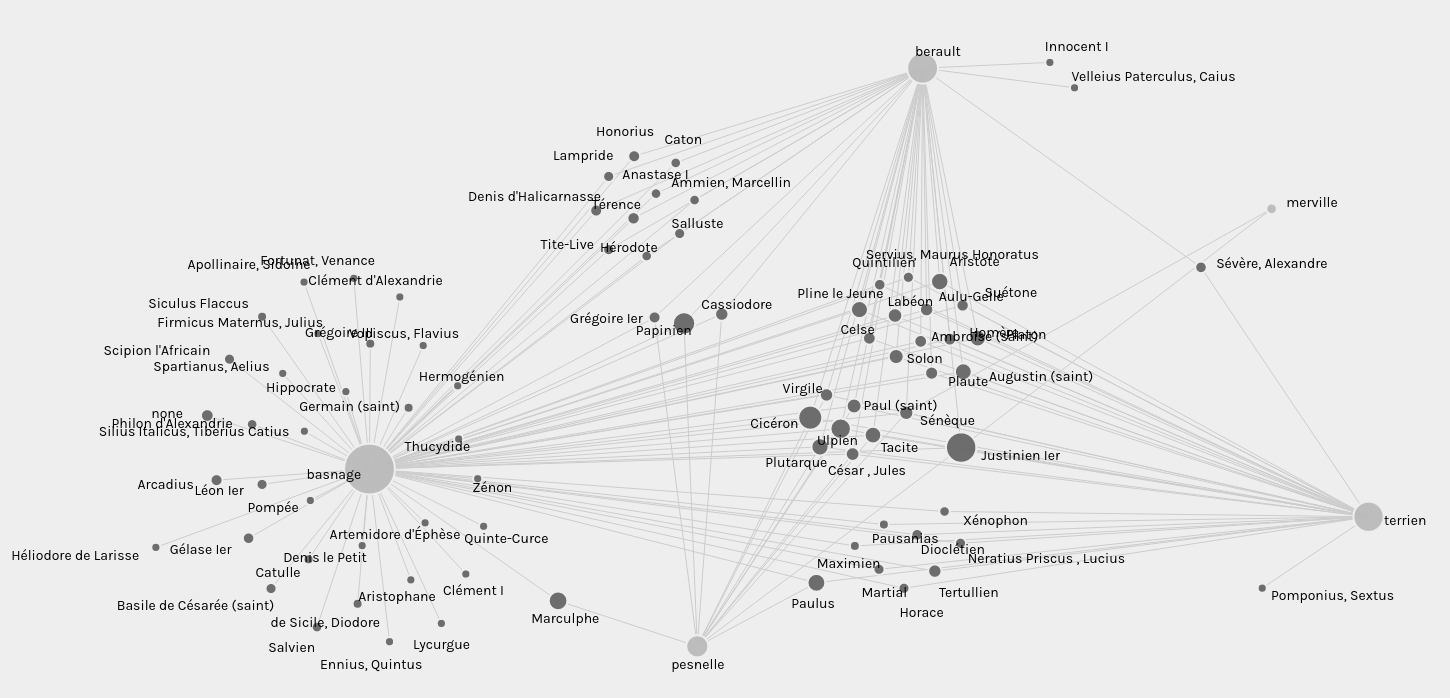 berault
Innocent I
Velleius Paterculus, Caius
Honorius
Caton
Lampride
Anastase I
Ammien, Marcellin
Denis d'Halicarnasse
Térence
merville
Salluste
Tite-Live
Hérodote
Servius, Maurus Honoratus
Fortunat, Venance
Apollinaire, Sidoine
Quintilien
Aristote
Sévère, Alexandre
Clément d'Alexandrie
Pline le Jeune
Labéon
Aulu-Gelle
Suétone
Siculus Flaccus
Cassiodore
Grégoire Ier
Papinien
Firmicus Maternus, Julius
Grégoire III
Vopiscus, Flavius
Celse
Ambroise (saint)
Homère
Platon
Scipion l'Africain
Spartianus, Aelius
Solon
Hermogénien
Plaute
Augustin (saint)
Hippocrate
Virgile
Germain (saint)
Paul (saint)
none
Philon d'Alexandrie
Silius Italicus, Tiberius Catius
Cicéron
Sénèque
Ulpien
Thucydide
Tacite
Justinien Ier
Plutarque
César , Jules
basnage
Arcadius
Léon Ier
Zénon
Pompée
Xénophon
terrien
Artemidore d'Éphèse
Quinte-Curce
Pausanias
Dioclétien
Héliodore de Larisse
Gélase Ier
Denis le Petit
Neratius Priscus , Lucius
Maximien
Catulle
Clément I
Aristophane
Martial
Tertullien
Pomponius, Sextus
Basile de Césarée (saint)
Paulus
Horace
de Sicile, Diodore
Marculphe
Salvien
Lycurgue
Ennius, Quintus
pesnelle